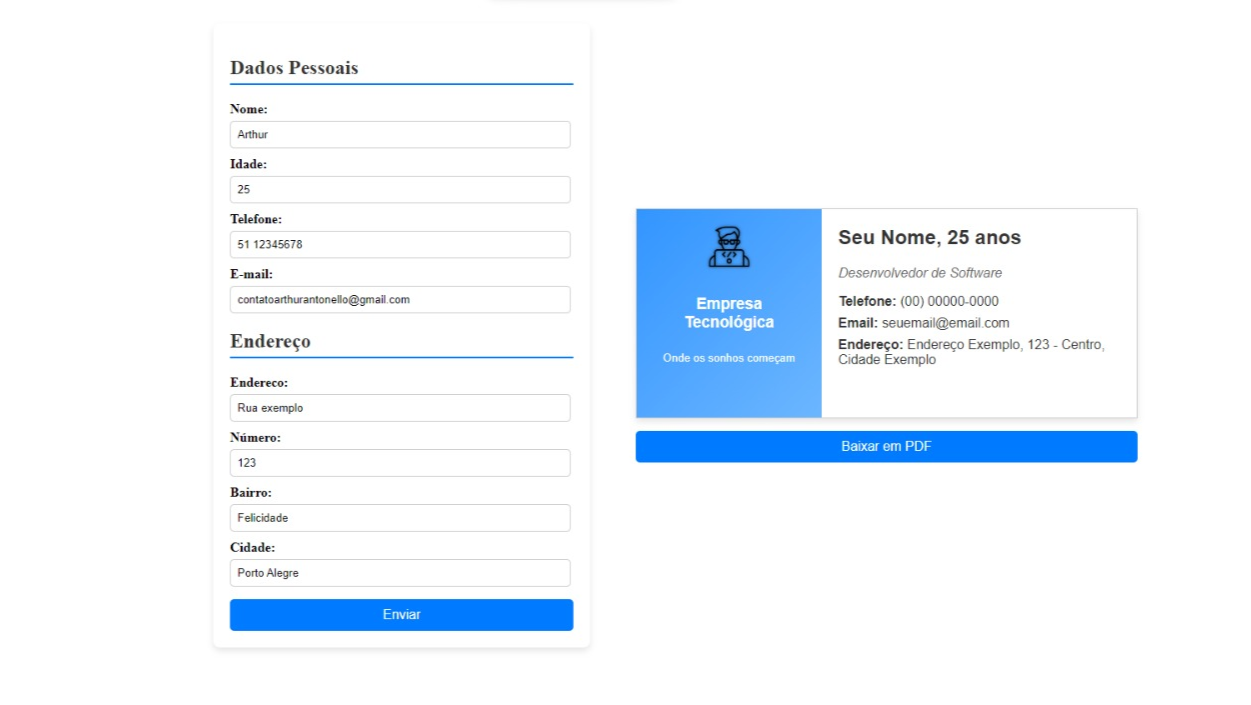 Dados Pessoais
Nome:
Arthur
Idade:
25
Telefone:
51 12345678
E-mail:
contatoarthurantonello@gmail.com
Endereço
Endereco:
Rua exemplo
Número:
123
Bairro:
Felicidade
Cidade:
Porto Alegre
Enviar
Empresa
Tecnológica
Onde os sonhos começam
Seu Nome, 25 anos
Desenvolvedor de Software
Telefone: (00) 00000-0000
Email: seuemail@email.com
Endereço: Endereço Exemplo, 123 - Centro,
Cidade Exemplo
Baixar em PDF